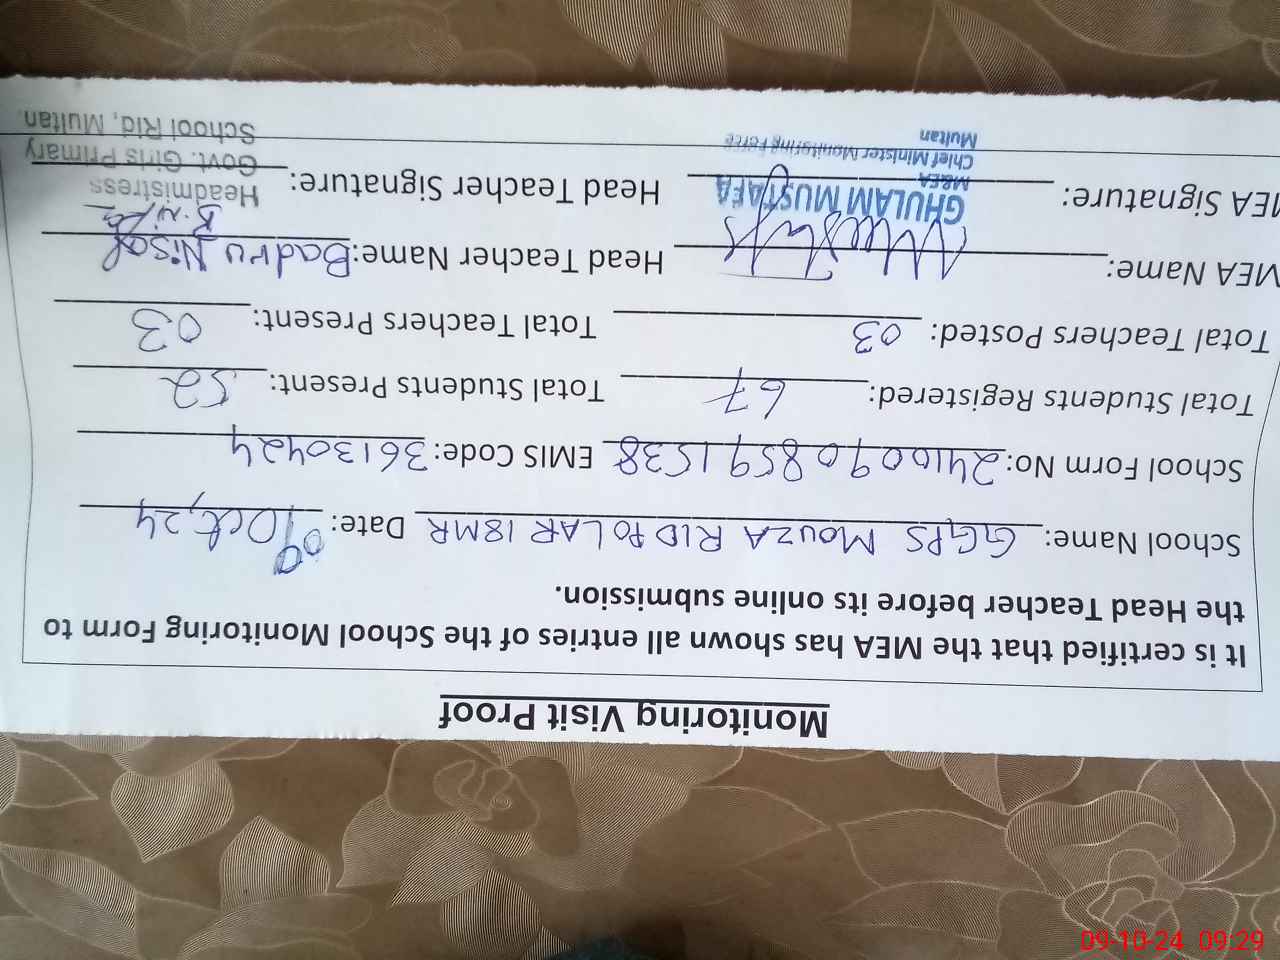 Monitoring Visit Proof
It is certified that the MEA has shown all entries of the School Monitoring Form to
the Head Teacher before its online submission.
School Name: GGPS MOUZA RID POLAR 18MR Date: 09 Oct, 24
School Form No: 2410090859 1538 EMIS Code: 36130424
Total Students Registered: 67 Total Students Present: 52
Total Teachers Posted: 03 Total Teachers Present: 03
MEA Name: Head Teacher Name: Badru Nisa
MEA Signature: Head Teacher Signature:
GHULAM MUSTAFA
M&EA
Chief Minister Monitoring Force
Multan
Headmistress
Govt. Girls Primary
School Rid, Multan.
09-10-24 09:29